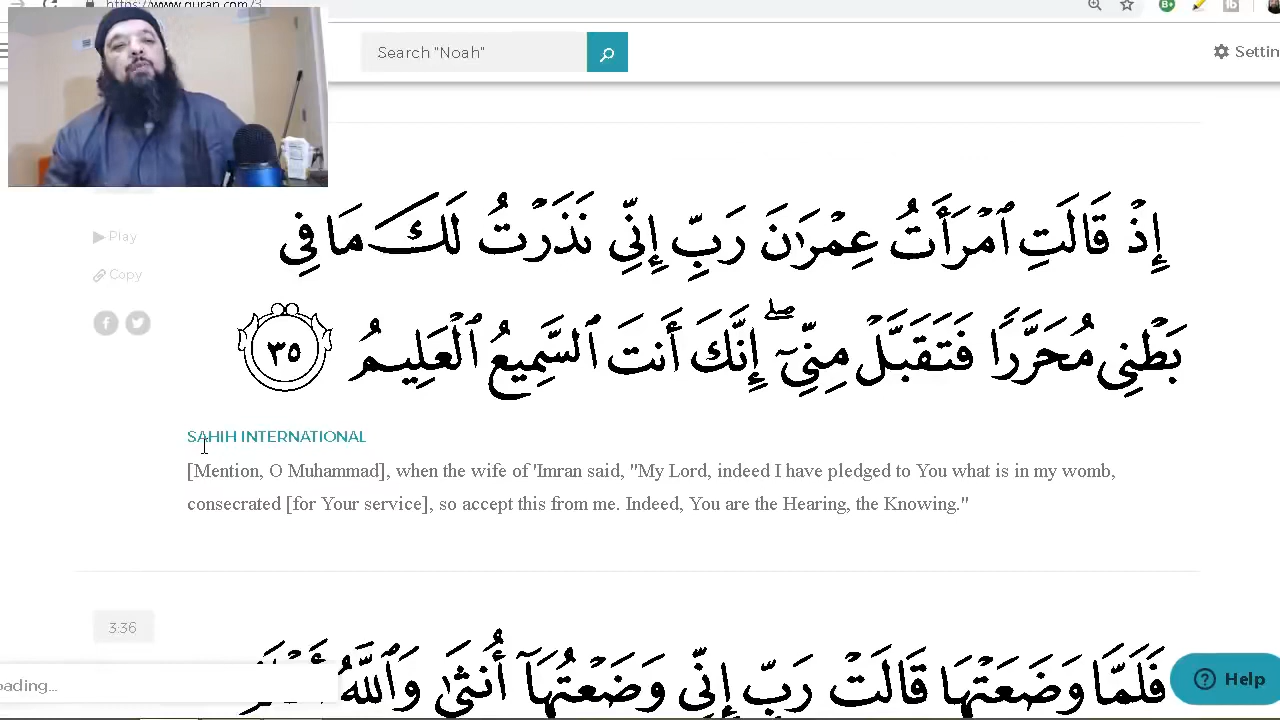 https://www.quran.com/3
Search "Noah"
Settin
إِذْ قَالَتِ ٱمْرَأَتُ عِمْرَٰنَ رَبِّ إِنِّى نَذَرْتُ لَكَ مَا فِى
Play
Copy
بَطْنِى مُحَرَّرًا فَتَقَبَّلْ مِنِّىٓ ۖ إِنَّكَ أَنتَ ٱلسَّمِيعُ ٱلْعَلِيمُ ٣٥
SAHIH INTERNATIONAL
[Mention, O Muhammad], when the wife of 'Imran said, "My Lord, indeed I have pledged to You what is in my womb,
consecrated [for Your service], so accept this from me. Indeed, You are the Hearing, the Knowing."
3:36
فَلَمَّا وَضَعَتْهَا قَالَتْ رَبِّ إِنِّى وَضَعْتُهَآ أُنثَىٰ وَٱللَّهُ
oading...
Help